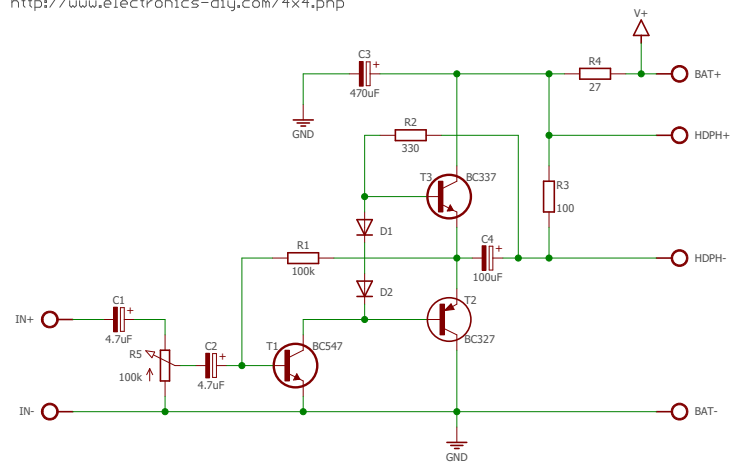 http://www.electronics-diy.com/4x4.php
V+
C3
+
470uF
GND
R4
27
BAT+
R2
330
HDPH+
T3
BC337
R3
100
D1
R1
100k
C4
+
100uF
HDPH-
D2
T2
BC327
IN+
C1
+
4.7uF
R5
100k
C2
+
4.7uF
T1
BC547
IN-
BAT-
GND